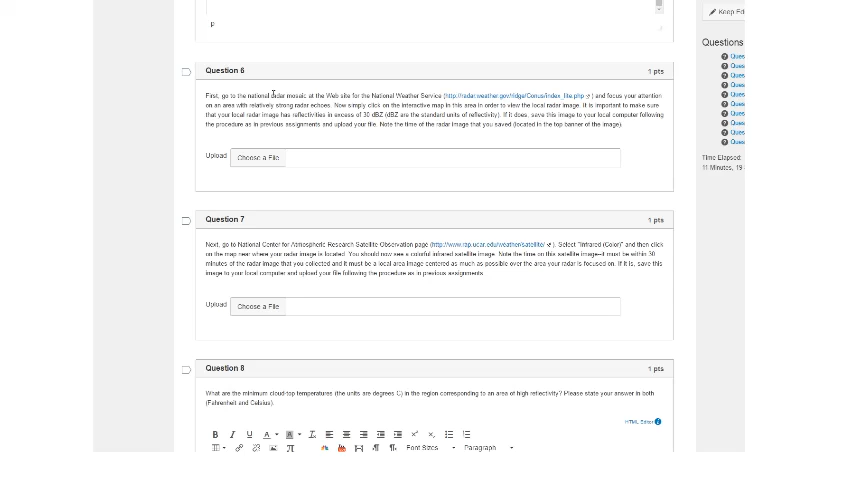 p
Keep Edi
Questions
Ques
Ques
Ques
Ques
Ques
Ques
Ques
Ques
Ques
Ques
Time Elapsed:
11 Minutes, 19
Question 6
1 pts
First, go to the national radar mosaic at the Web site for the National Weather Service (http://radar.weather.gov/ridge/Conus/index_lite.php ) and focus your attention
on an area with relatively strong radar echoes. Now simply click on the interactive map in this area in order to view the local radar image. It is important to make sure
that your local radar image has reflectivities in excess of 30 dBZ (dBZ are the standard units of reflectivity). If it does, save this image to your local computer following
the procedure as in previous assignments and upload your file. Note the time of the radar image that you saved (located in the top banner of the image).
Upload
Choose a File
Question 7
1 pts
Next, go to National Center for Atmospheric Research Satellite Observation page (http://www.rap.ucar.edu/weather/satellite/ ). Select "Infrared (Color)" and then click
on the map near where your radar image is located. You should now see a colorful infrared satellite image. Note the time on this satellite image--it must be within 30
minutes of the radar image that you collected and it must be a local area image centered as much as possible over the area your radar is focused on. If it is, save this
image to your local computer and upload your file following the procedure as in previous assignments
Upload
Choose a File
Question 8
1 pts
What are the minimum cloud-top temperatures (the units are degrees C) in the region corresponding to an area of high reflectivity? Please state your answer in both
(Fahrenheit and Celsius).
HTML Editor
Font Sizes
Paragraph